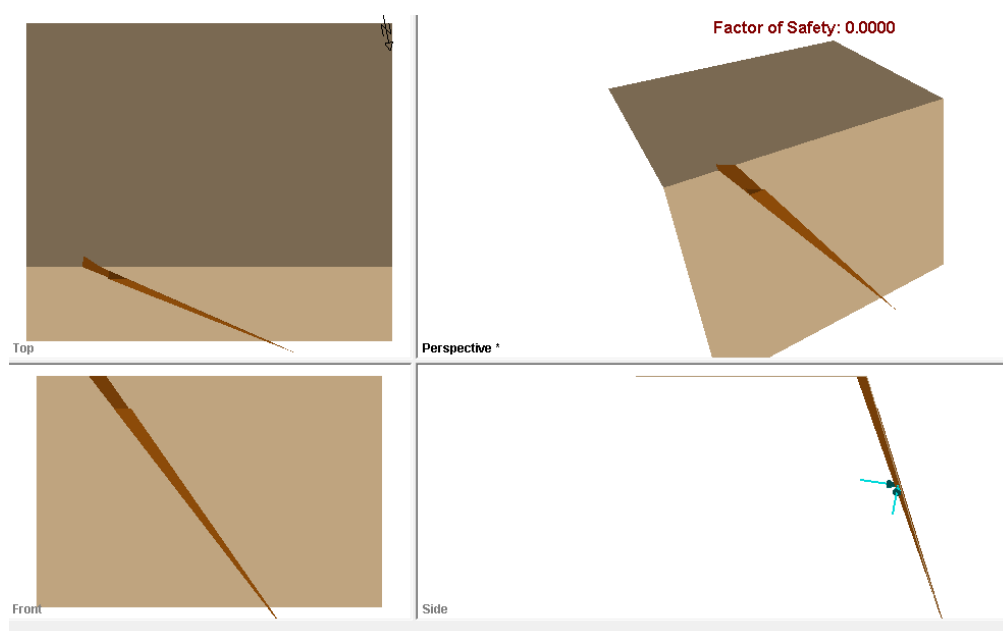 Factor of Safety: 0.0000
Top
Perspective *
Front
Side